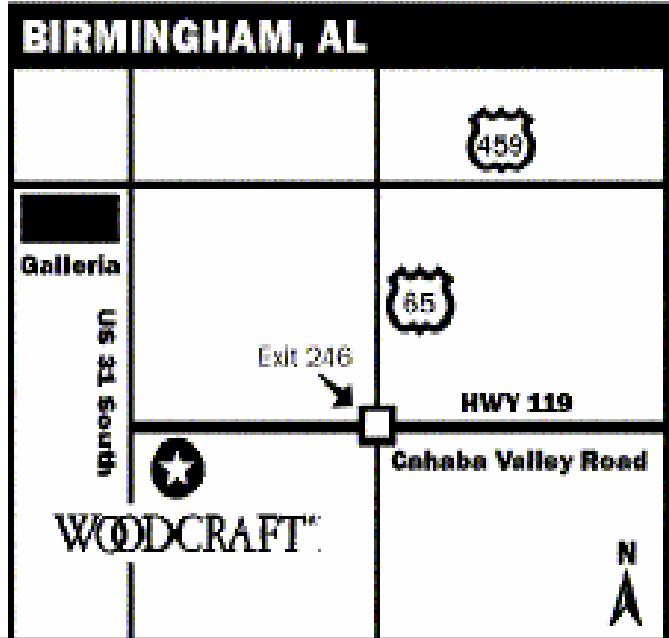 BIRMINGHAM, AL
459
Galleria
65
US 31 South
Exit 246
HWY 119
Cahaba Valley Road
WOODCRAFT
N